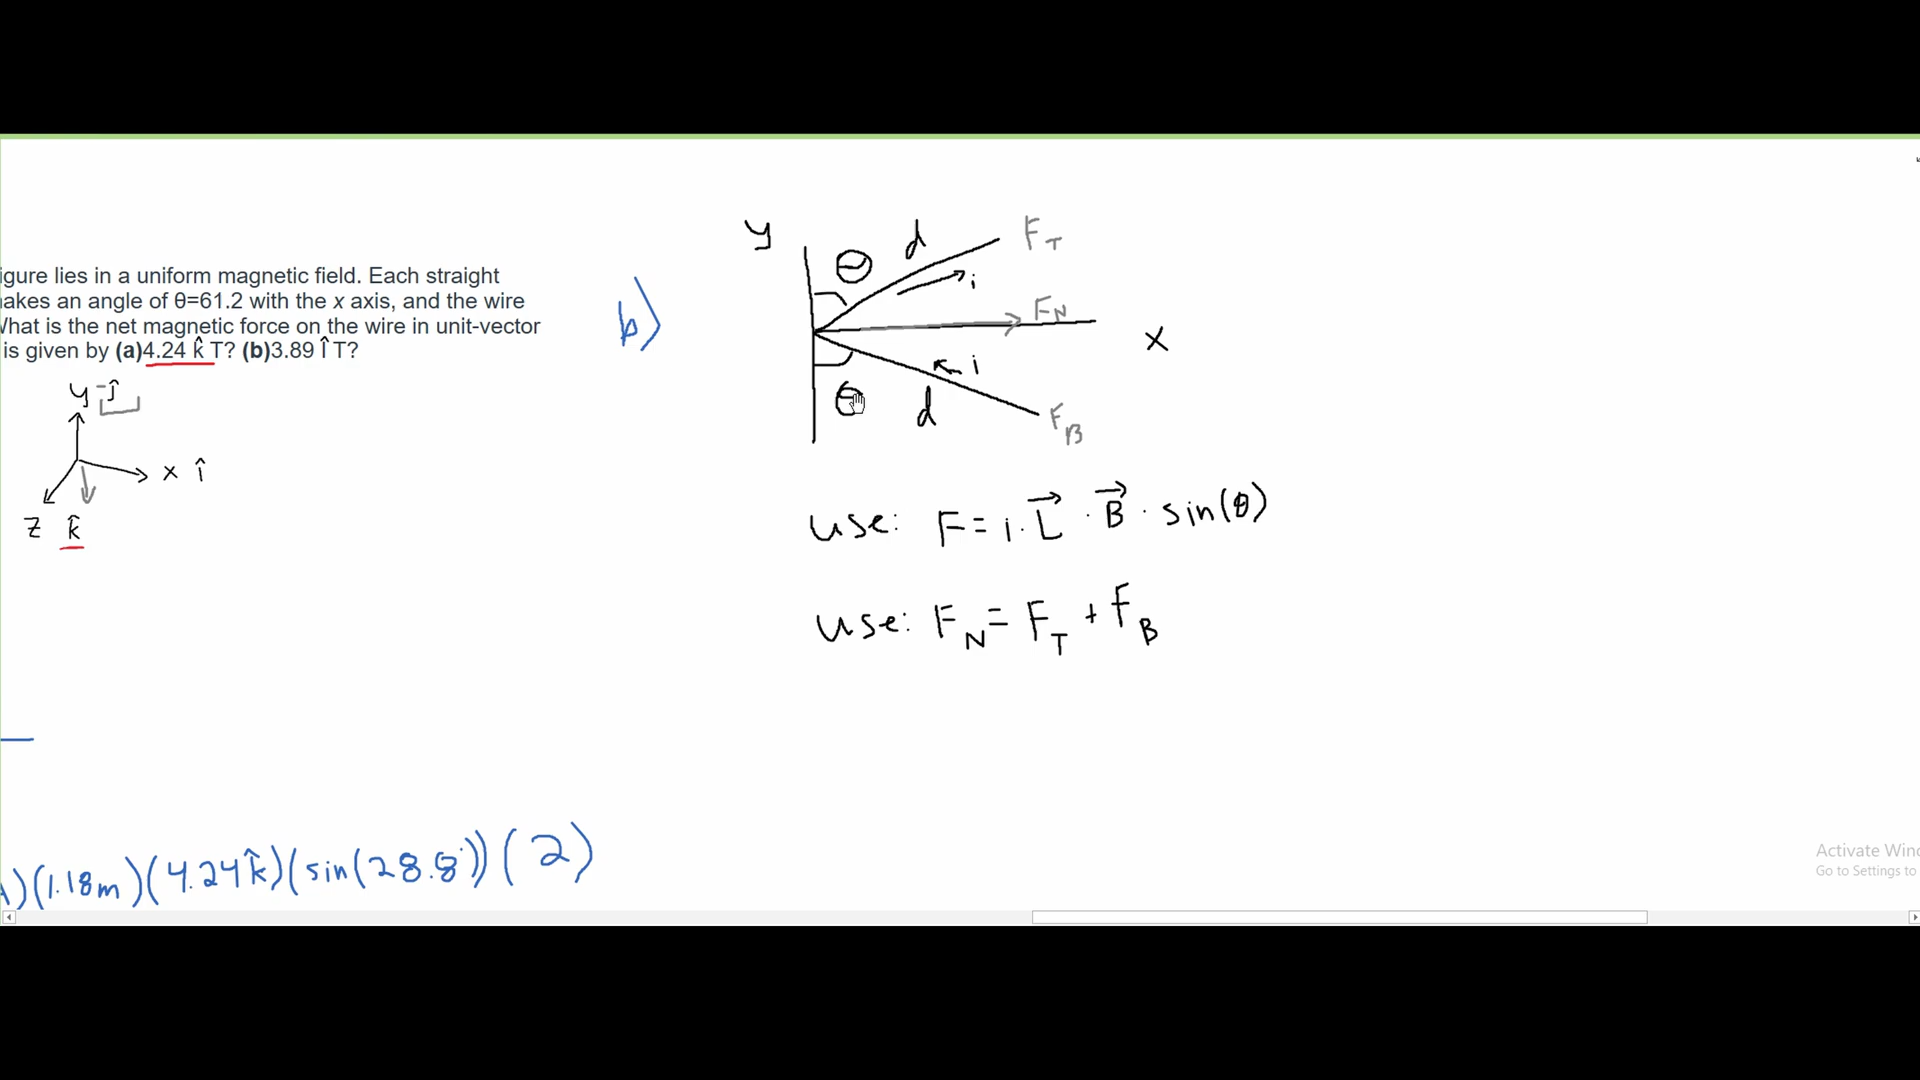 igure lies in a uniform magnetic field. Each straight
akes an angle of θ=61.2 with the x axis, and the wire
What is the net magnetic force on the wire in unit-vector
is given by (a)4.24 k̂ T? (b)3.89 î T?
y -ĵ
x î
z k̂
)(1.18m)(4.24k̂)(sin(28.8°))(2)
b)
y
θ
d
F_T
i
F_N
x
i
θ
d
F_B
use: F = i · L⃗ · B⃗ · sin(θ)
use: F_N = F_T + F_B
Activate Winc
Go to Settings to